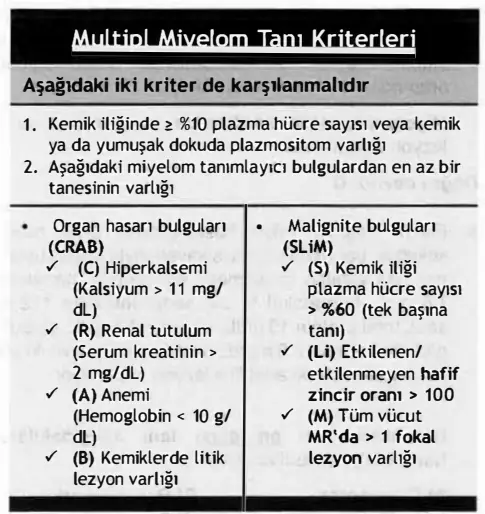 Multipl Miyelom Tanı Kriterleri
Aşağıdaki iki kriter de karşılanmalıdır
1. Kemik iliğinde ≥ %10 plazma hücre sayısı veya kemik
ya da yumuşak dokuda plazmositom varlığı
2. Aşağıdaki miyelom tanımlayıcı bulgulardan en az bir
tanesinin varlığı
• Organ hasarı bulguları
(CRAB)
✓ (C) Hiperkalsemi
(Kalsiyum > 11 mg/
dL)
✓ (R) Renal tutulum
(Serum kreatinin >
2 mg/dL)
✓ (A) Anemi
(Hemoglobin < 10 g/
dL)
✓ (B) Kemiklerde litik
lezyon varlığı
• Malignite bulguları
(SLiM)
✓ (S) Kemik iliği
plazma hücre sayısı
> %60 (tek başına
tanı)
✓ (Li) Etkilenen/
etkilenmeyen hafif
zincir oranı > 100
✓ (M) Tüm vücut
MR'da > 1 fokal
lezyon varlığı